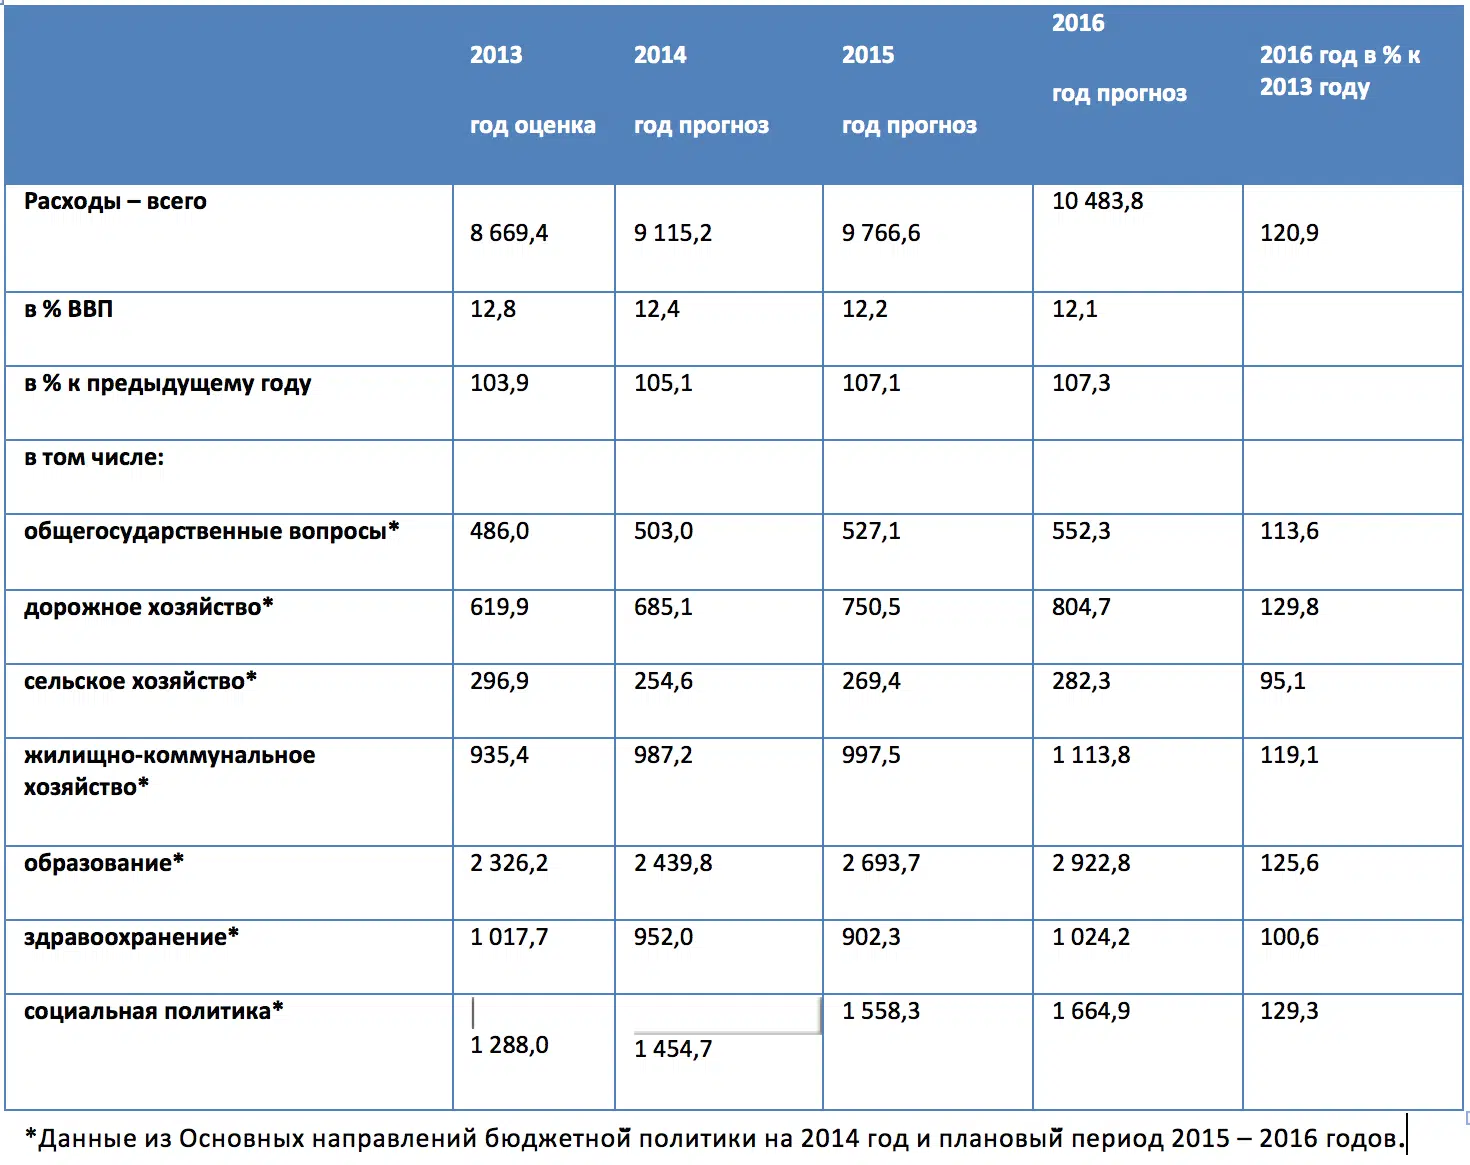 2013 2014 2015 2016 2016 год в % к
год оценка год прогноз год прогноз год прогноз 2013 году
Расходы – всего 8 669,4 9 115,2 9 766,6 10 483,8 120,9
в % ВВП 12,8 12,4 12,2 12,1
в % к предыдущему году 103,9 105,1 107,1 107,3
в том числе:
общегосударственные вопросы* 486,0 503,0 527,1 552,3 113,6
дорожное хозяйство* 619,9 685,1 750,5 804,7 129,8
сельское хозяйство* 296,9 254,6 269,4 282,3 95,1
жилищно-коммунальное 935,4 987,2 997,5 1 113,8 119,1
хозяйство*
образование* 2 326,2 2 439,8 2 693,7 2 922,8 125,6
здравоохранение* 1 017,7 952,0 902,3 1 024,2 100,6
социальная политика* 1 288,0 1 454,7 1 558,3 1 664,9 129,3
*Данные из Основных направлений бюджетной политики на 2014 год и плановый период 2015 – 2016 годов.